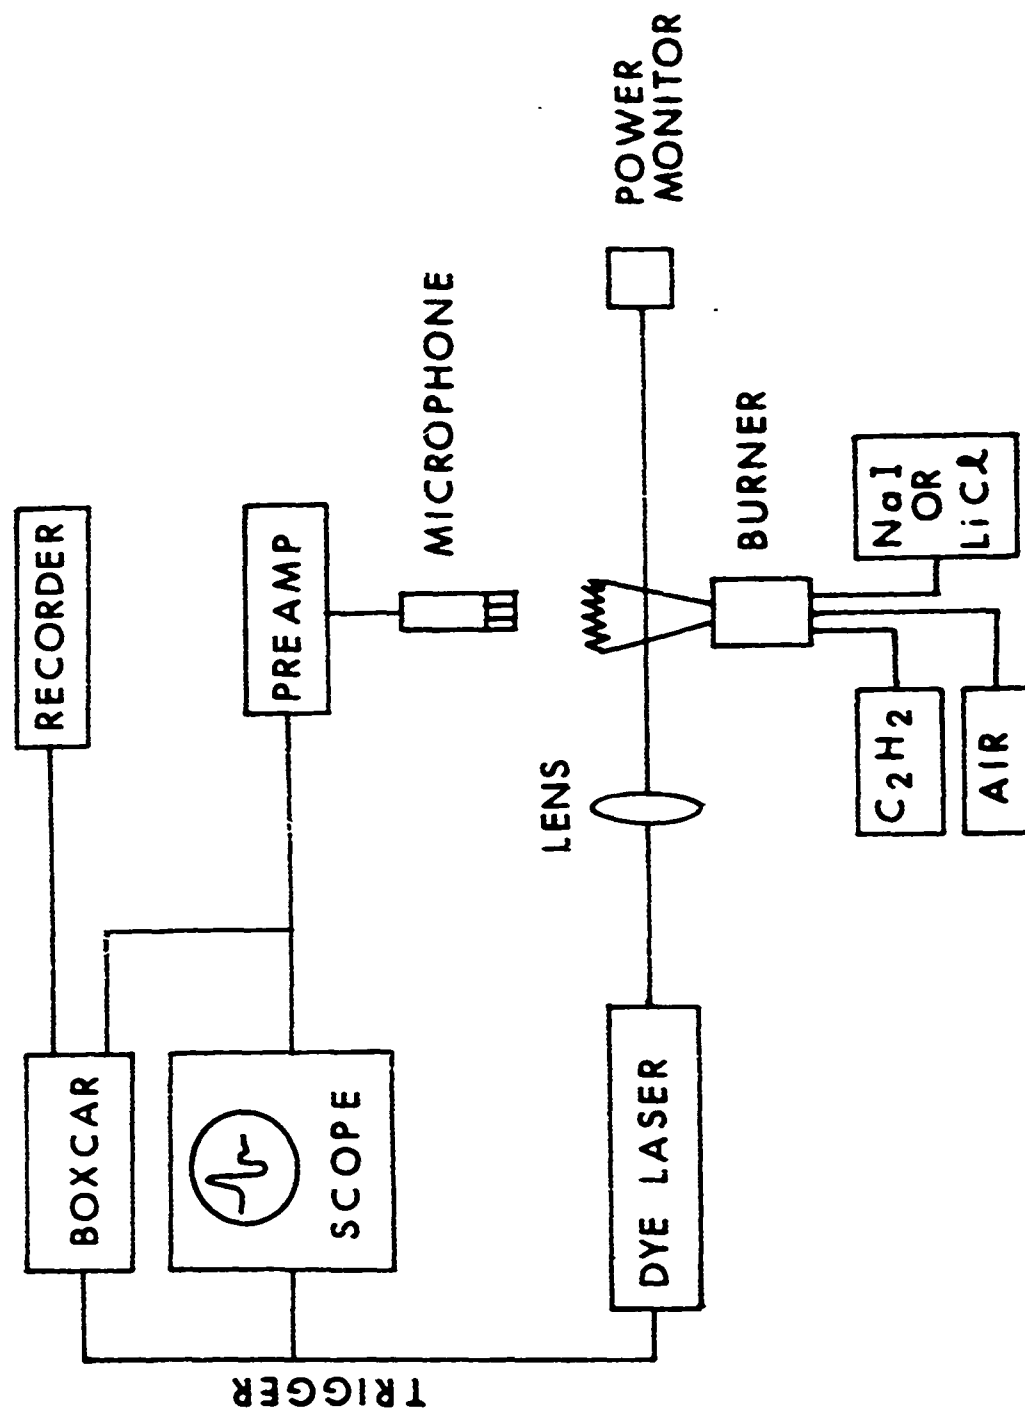 RECORDER
BOXCAR
PREAMP
SCOPE
TRIGGER
MICROPHONE
POWER
MONITOR
LENS
DYE LASER
BURNER
C2H2
AIR
NaI
OR
LiCl